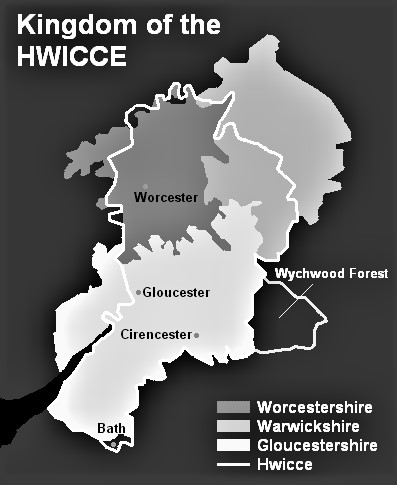 Kingdom of the
HWICCE
Worcester
Wychwood Forest
Gloucester
Cirencester
Bath
Worcestershire
Warwickshire
Gloucestershire
Hwicce